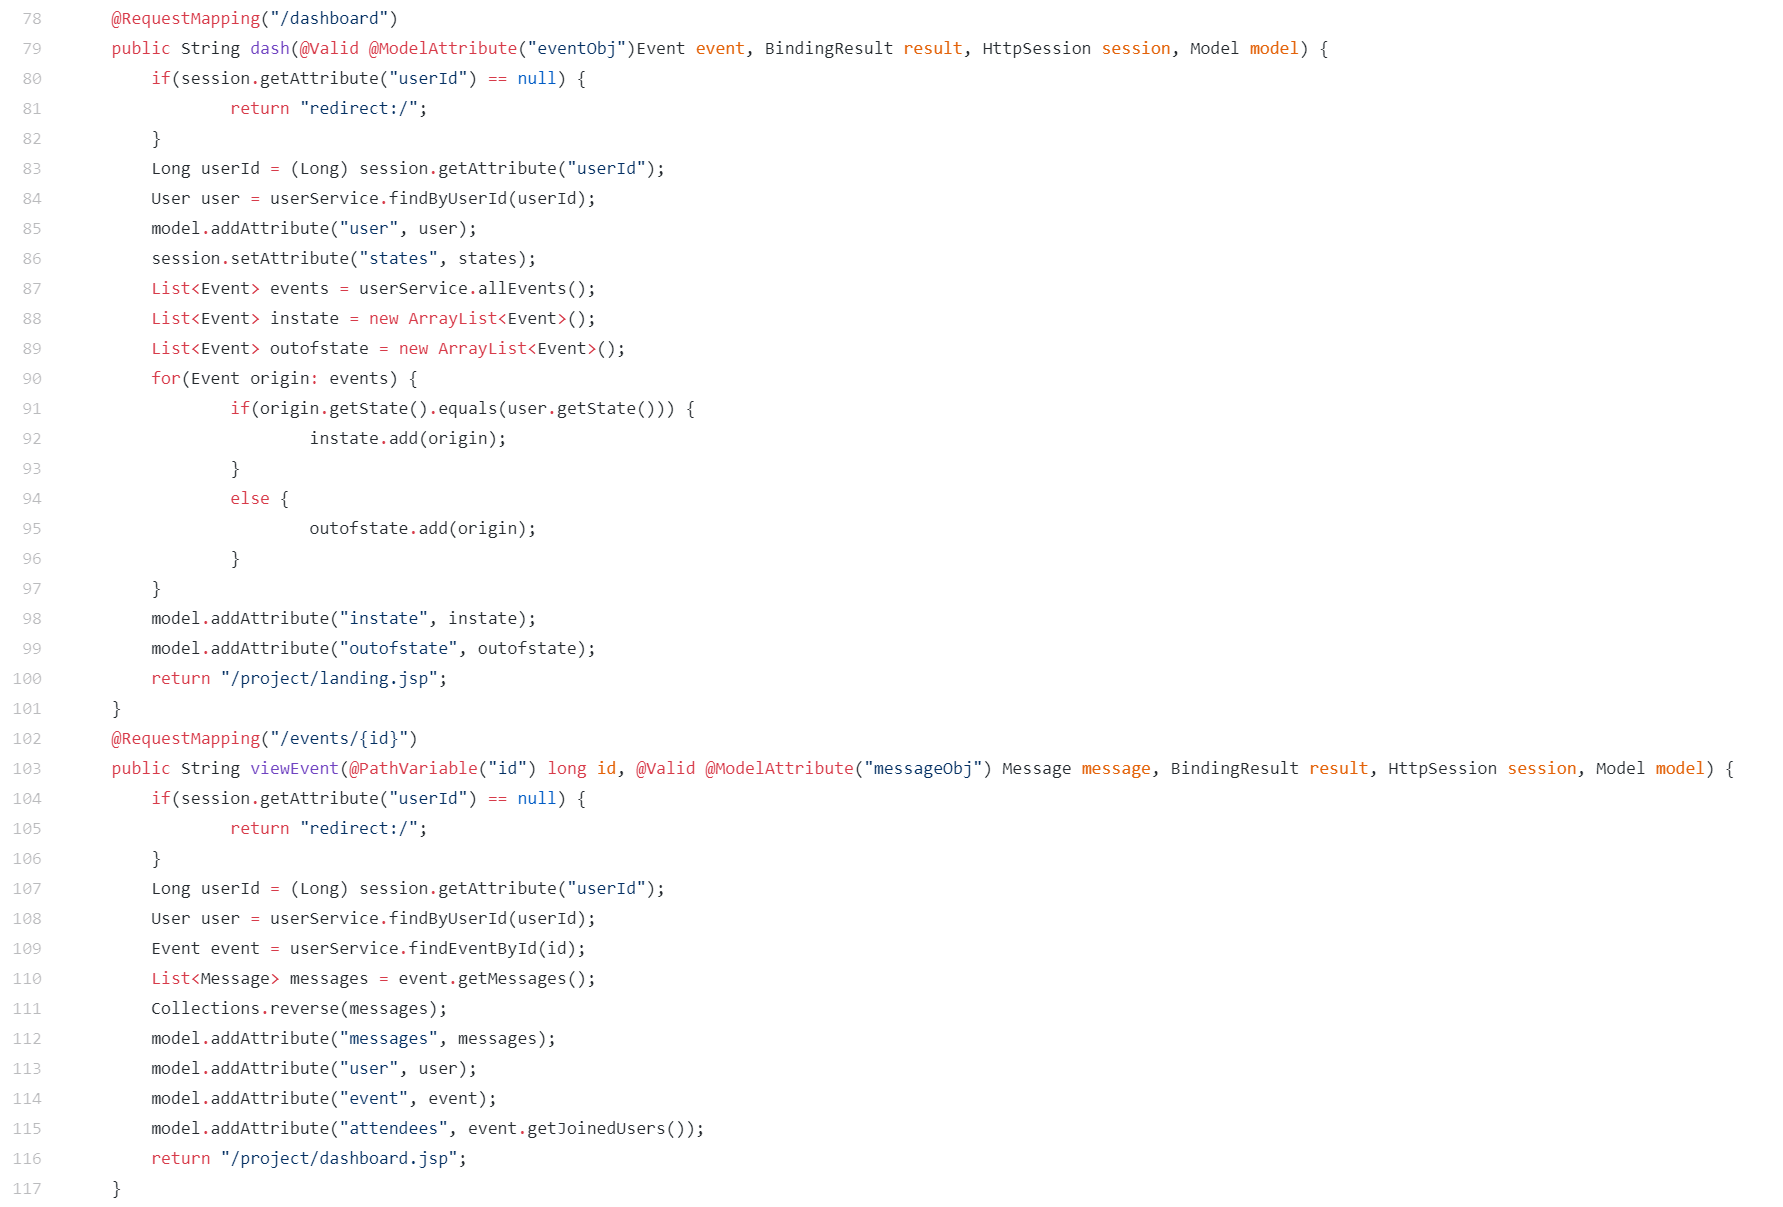 78 @RequestMapping("/dashboard")
79 public String dash(@Valid @ModelAttribute("eventObj")Event event, BindingResult result, HttpSession session, Model model) {
80 if(session.getAttribute("userId") == null) {
81 return "redirect:/";
82 }
83 Long userId = (Long) session.getAttribute("userId");
84 User user = userService.findByUserId(userId);
85 model.addAttribute("user", user);
86 session.setAttribute("states", states);
87 List<Event> events = userService.allEvents();
88 List<Event> instate = new ArrayList<Event>();
89 List<Event> outofstate = new ArrayList<Event>();
90 for(Event origin: events) {
91 if(origin.getState().equals(user.getState())) {
92 instate.add(origin);
93 }
94 else {
95 outofstate.add(origin);
96 }
97 }
98 model.addAttribute("instate", instate);
99 model.addAttribute("outofstate", outofstate);
100 return "/project/landing.jsp";
101 }
102 @RequestMapping("/events/{id}")
103 public String viewEvent(@PathVariable("id") long id, @Valid @ModelAttribute("messageObj") Message message, BindingResult result, HttpSession session, Model model) {
104 if(session.getAttribute("userId") == null) {
105 return "redirect:/";
106 }
107 Long userId = (Long) session.getAttribute("userId");
108 User user = userService.findByUserId(userId);
109 Event event = userService.findEventById(id);
110 List<Message> messages = event.getMessages();
111 Collections.reverse(messages);
112 model.addAttribute("messages", messages);
113 model.addAttribute("user", user);
114 model.addAttribute("event", event);
115 model.addAttribute("attendees", event.getJoinedUsers());
116 return "/project/dashboard.jsp";
117 }